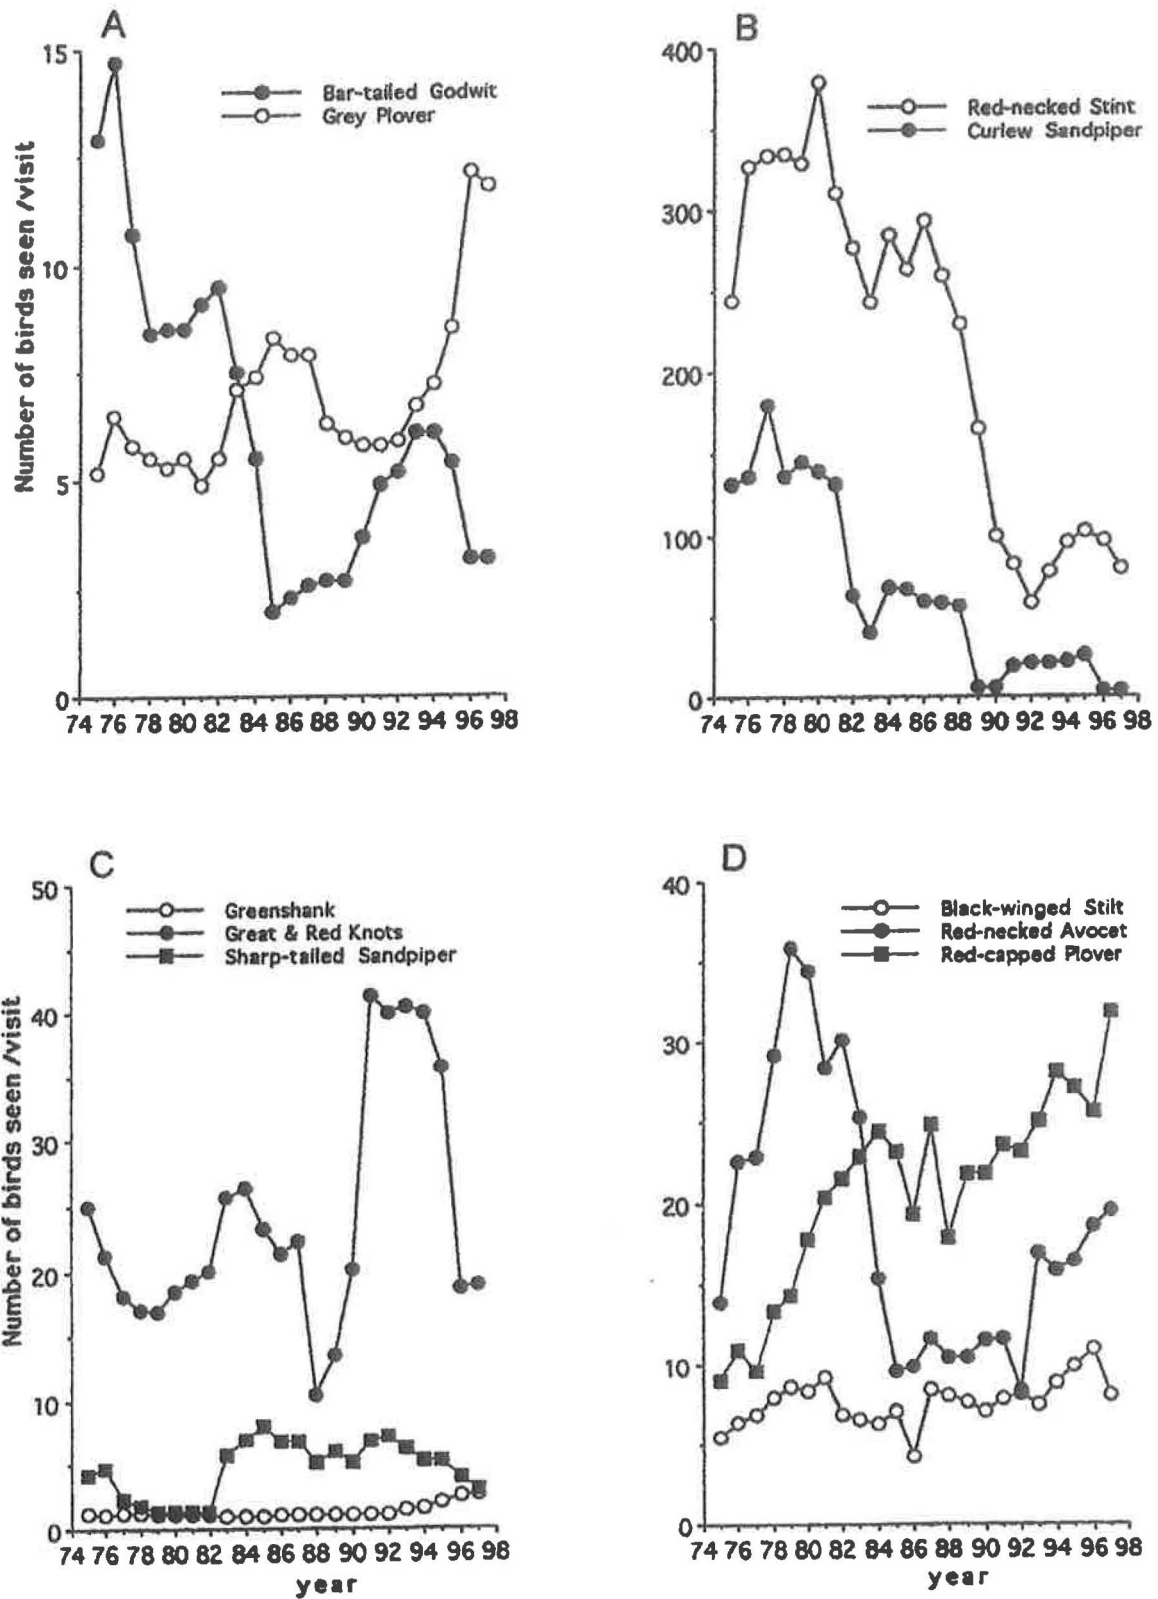 A
15
Bar-tailed Godwit
Grey Plover
10
5
0
74 76 78 80 82 84 86 88 90 92 94 96 98
Number of birds seen /visit
B
400
Red-necked Stint
Curlew Sandpiper
300
200
100
0
74 76 78 80 82 84 86 88 90 92 94 96 98
C
50
Greenshank
Great & Red Knots
Sharp-tailed Sandpiper
40
30
20
10
0
74 76 78 80 82 84 86 88 90 92 94 96 98
year
Number of birds seen /visit
D
40
Black-winged Stilt
Red-necked Avocet
Red-capped Plover
30
20
10
0
74 76 78 80 82 84 86 88 90 92 94 96 98
year